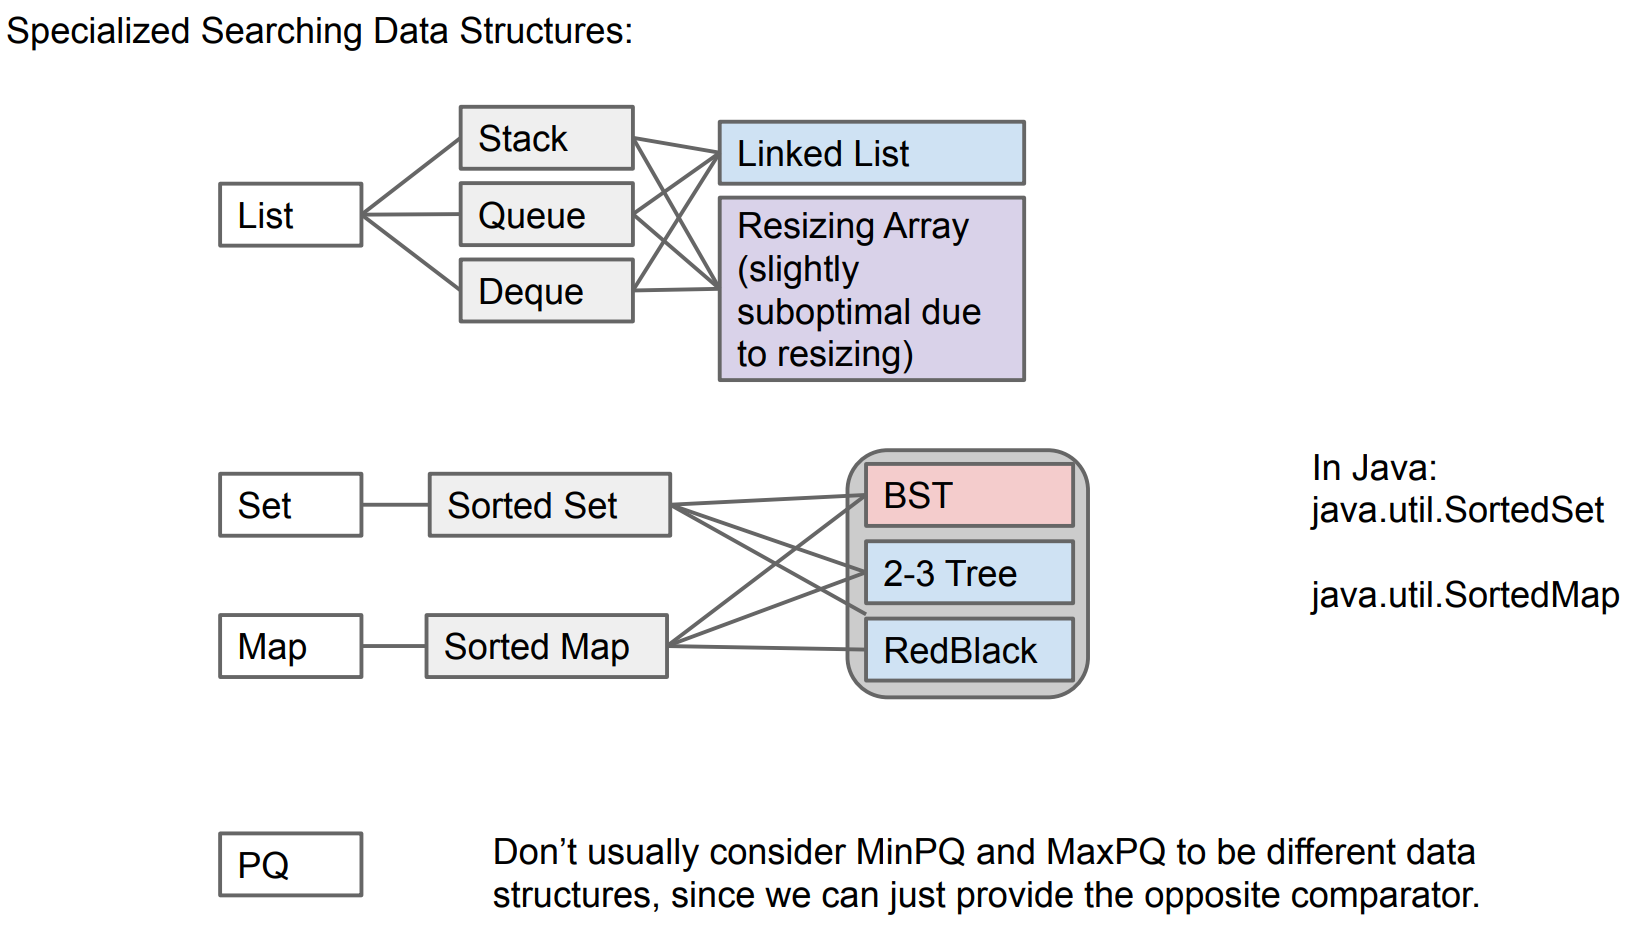 Specialized Searching Data Structures:
Stack
Linked List
List
Queue
Resizing Array
(slightly
suboptimal due
to resizing)
Deque
In Java:
java.util.SortedSet
java.util.SortedMap
Set
Sorted Set
BST
2-3 Tree
Map
Sorted Map
RedBlack
PQ
Don’t usually consider MinPQ and MaxPQ to be different data
structures, since we can just provide the opposite comparator.